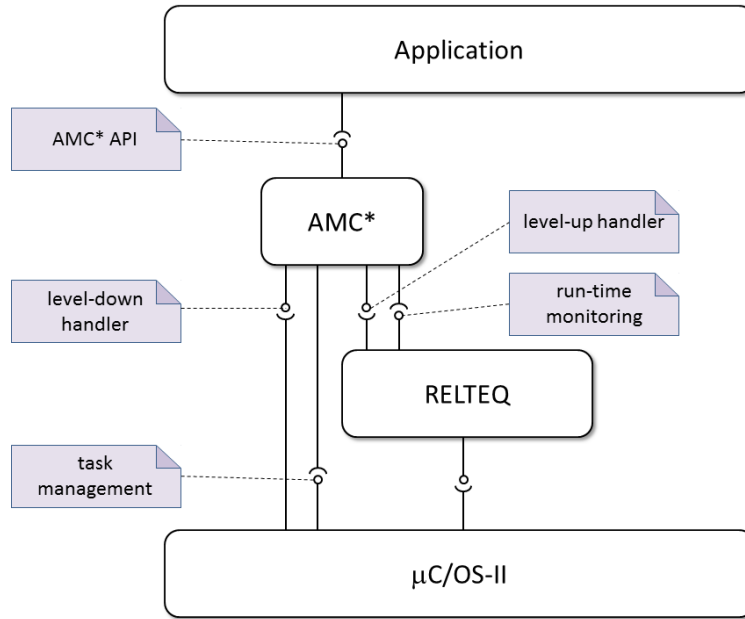 Application
AMC* API
AMC*
level-up handler
level-down
handler
run-time
monitoring
RELTEQ
task
management
μC/OS-II